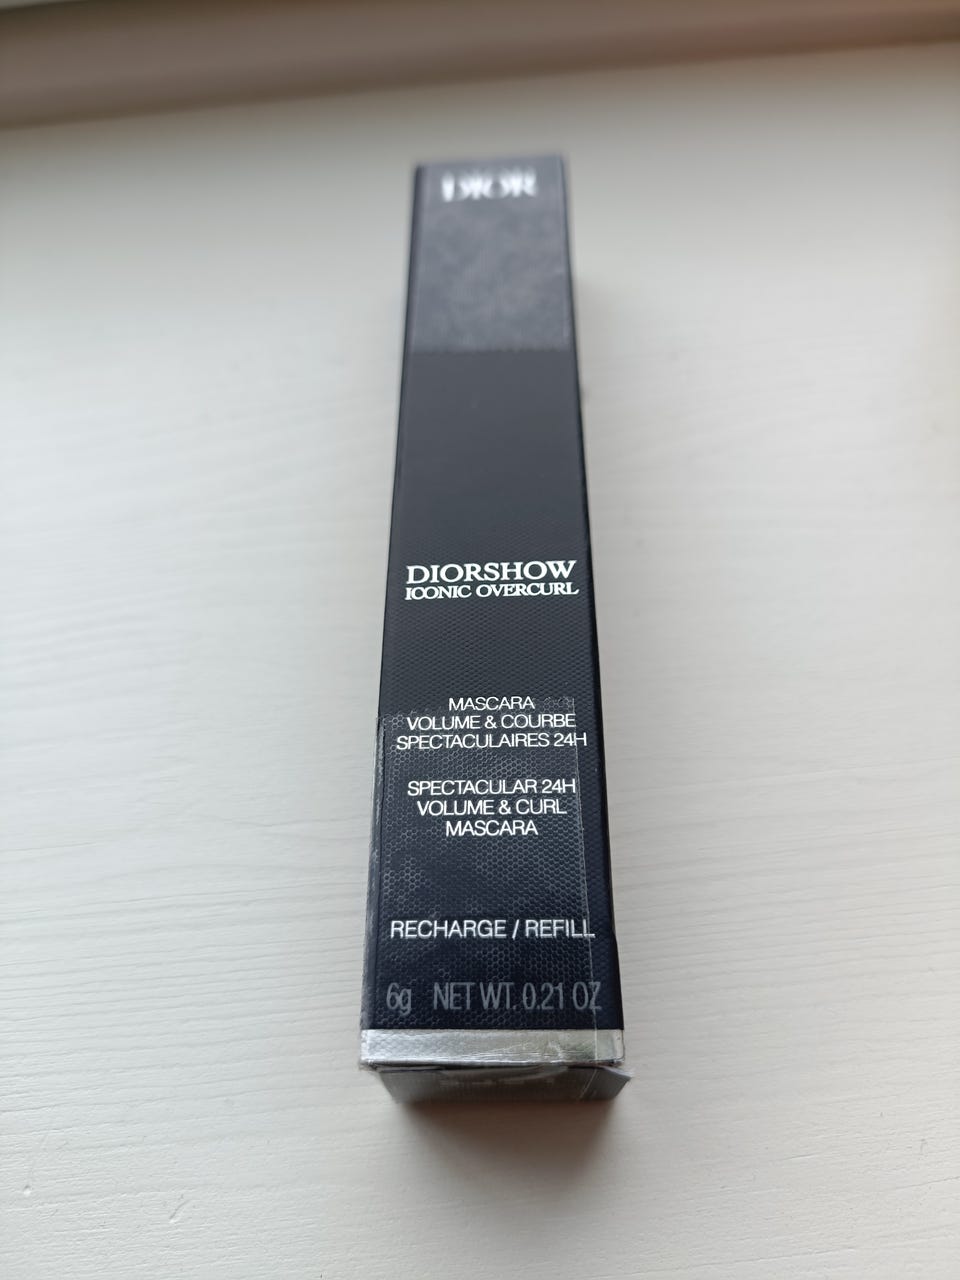 DIOR
DIORSHOW
ICONIC OVERCURL
MASCARA
VOLUME & COURBE
SPECTACULAIRES 24H
SPECTACULAR 24H
VOLUME & CURL
MASCARA
RECHARGE / REFILL
6g NET WT. 0.21 OZ